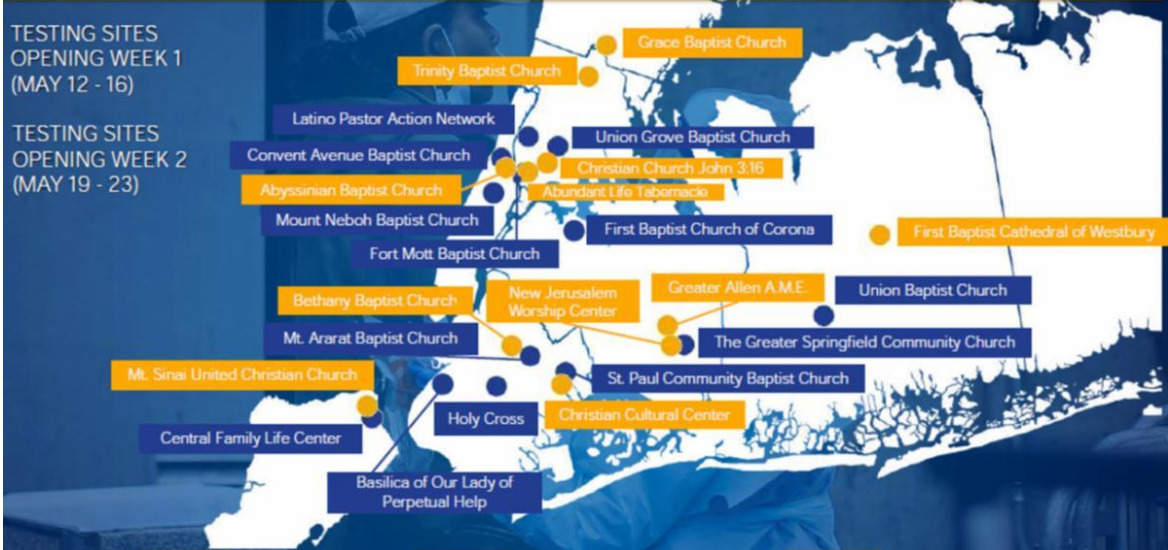 TESTING SITES
OPENING WEEK 1
(MAY 12 - 16)
TESTING SITES
OPENING WEEK 2
(MAY 19 - 23)
Grace Baptist Church
Trinity Baptist Church
Latino Pastor Action Network
Union Grove Baptist Church
Convent Avenue Baptist Church
Christian Church John 3:16
Abyssinian Baptist Church
Abundant Life Tabernacle
Mount Neboh Baptist Church
First Baptist Church of Corona
First Baptist Cathedral of Westbury
Fort Mott Baptist Church
Bethany Baptist Church
New Jerusalem
Worship Center
Greater Allen A.M.E.
Union Baptist Church
Mt. Ararat Baptist Church
The Greater Springfield Community Church
Mt. Sinai United Christian Church
St. Paul Community Baptist Church
Holy Cross
Christian Cultural Center
Central Family Life Center
Basilica of Our Lady of
Perpetual Help